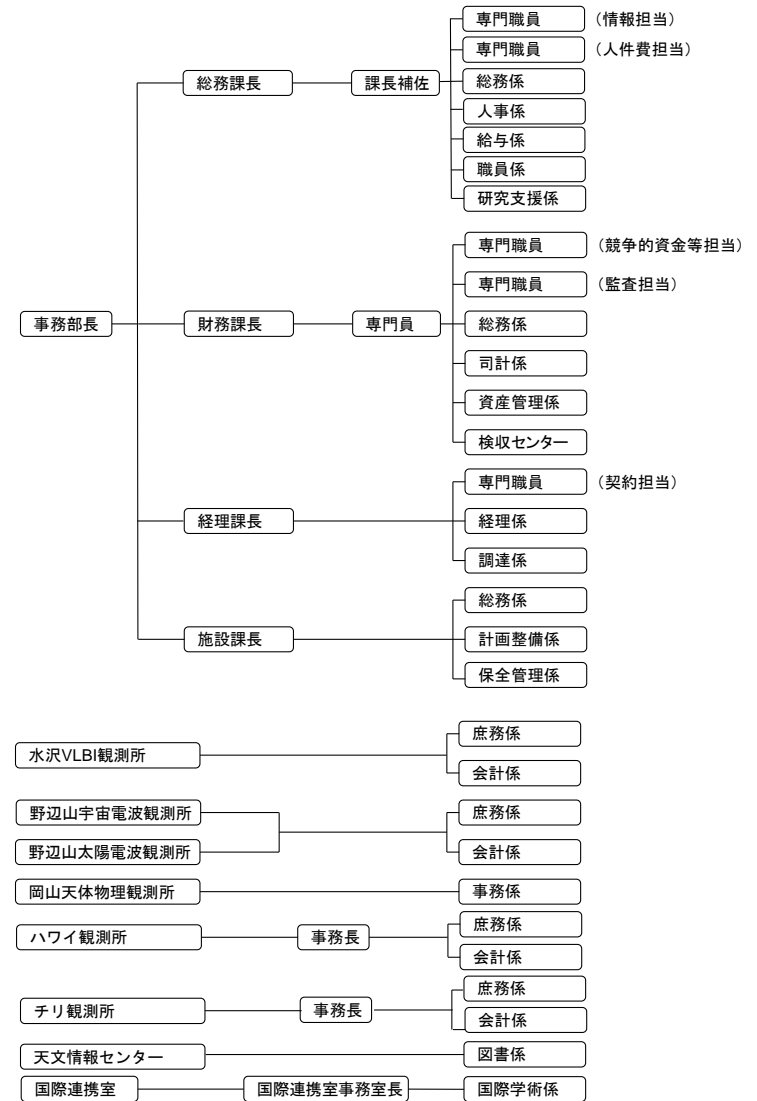 専門職員 （情報担当）
専門職員 （人件費担当）
総務課長 課長補佐 総務係
人事係
給与係
職員係
研究支援係
専門職員 （競争的資金等担当）
専門職員 （監査担当）
事務部長 財務課長 専門員 総務係
司計係
資産管理係
検収センター
専門職員 （契約担当）
経理課長 経理係
調達係
総務係
施設課長 計画整備係
保全管理係
庶務係
水沢VLBI観測所
会計係
野辺山宇宙電波観測所 庶務係
野辺山太陽電波観測所 会計係
岡山天体物理観測所 事務係
庶務係
ハワイ観測所 事務長
会計係
庶務係
チリ観測所 事務長
会計係
天文情報センター 図書係
国際連携室 国際連携室事務室長 国際学術係